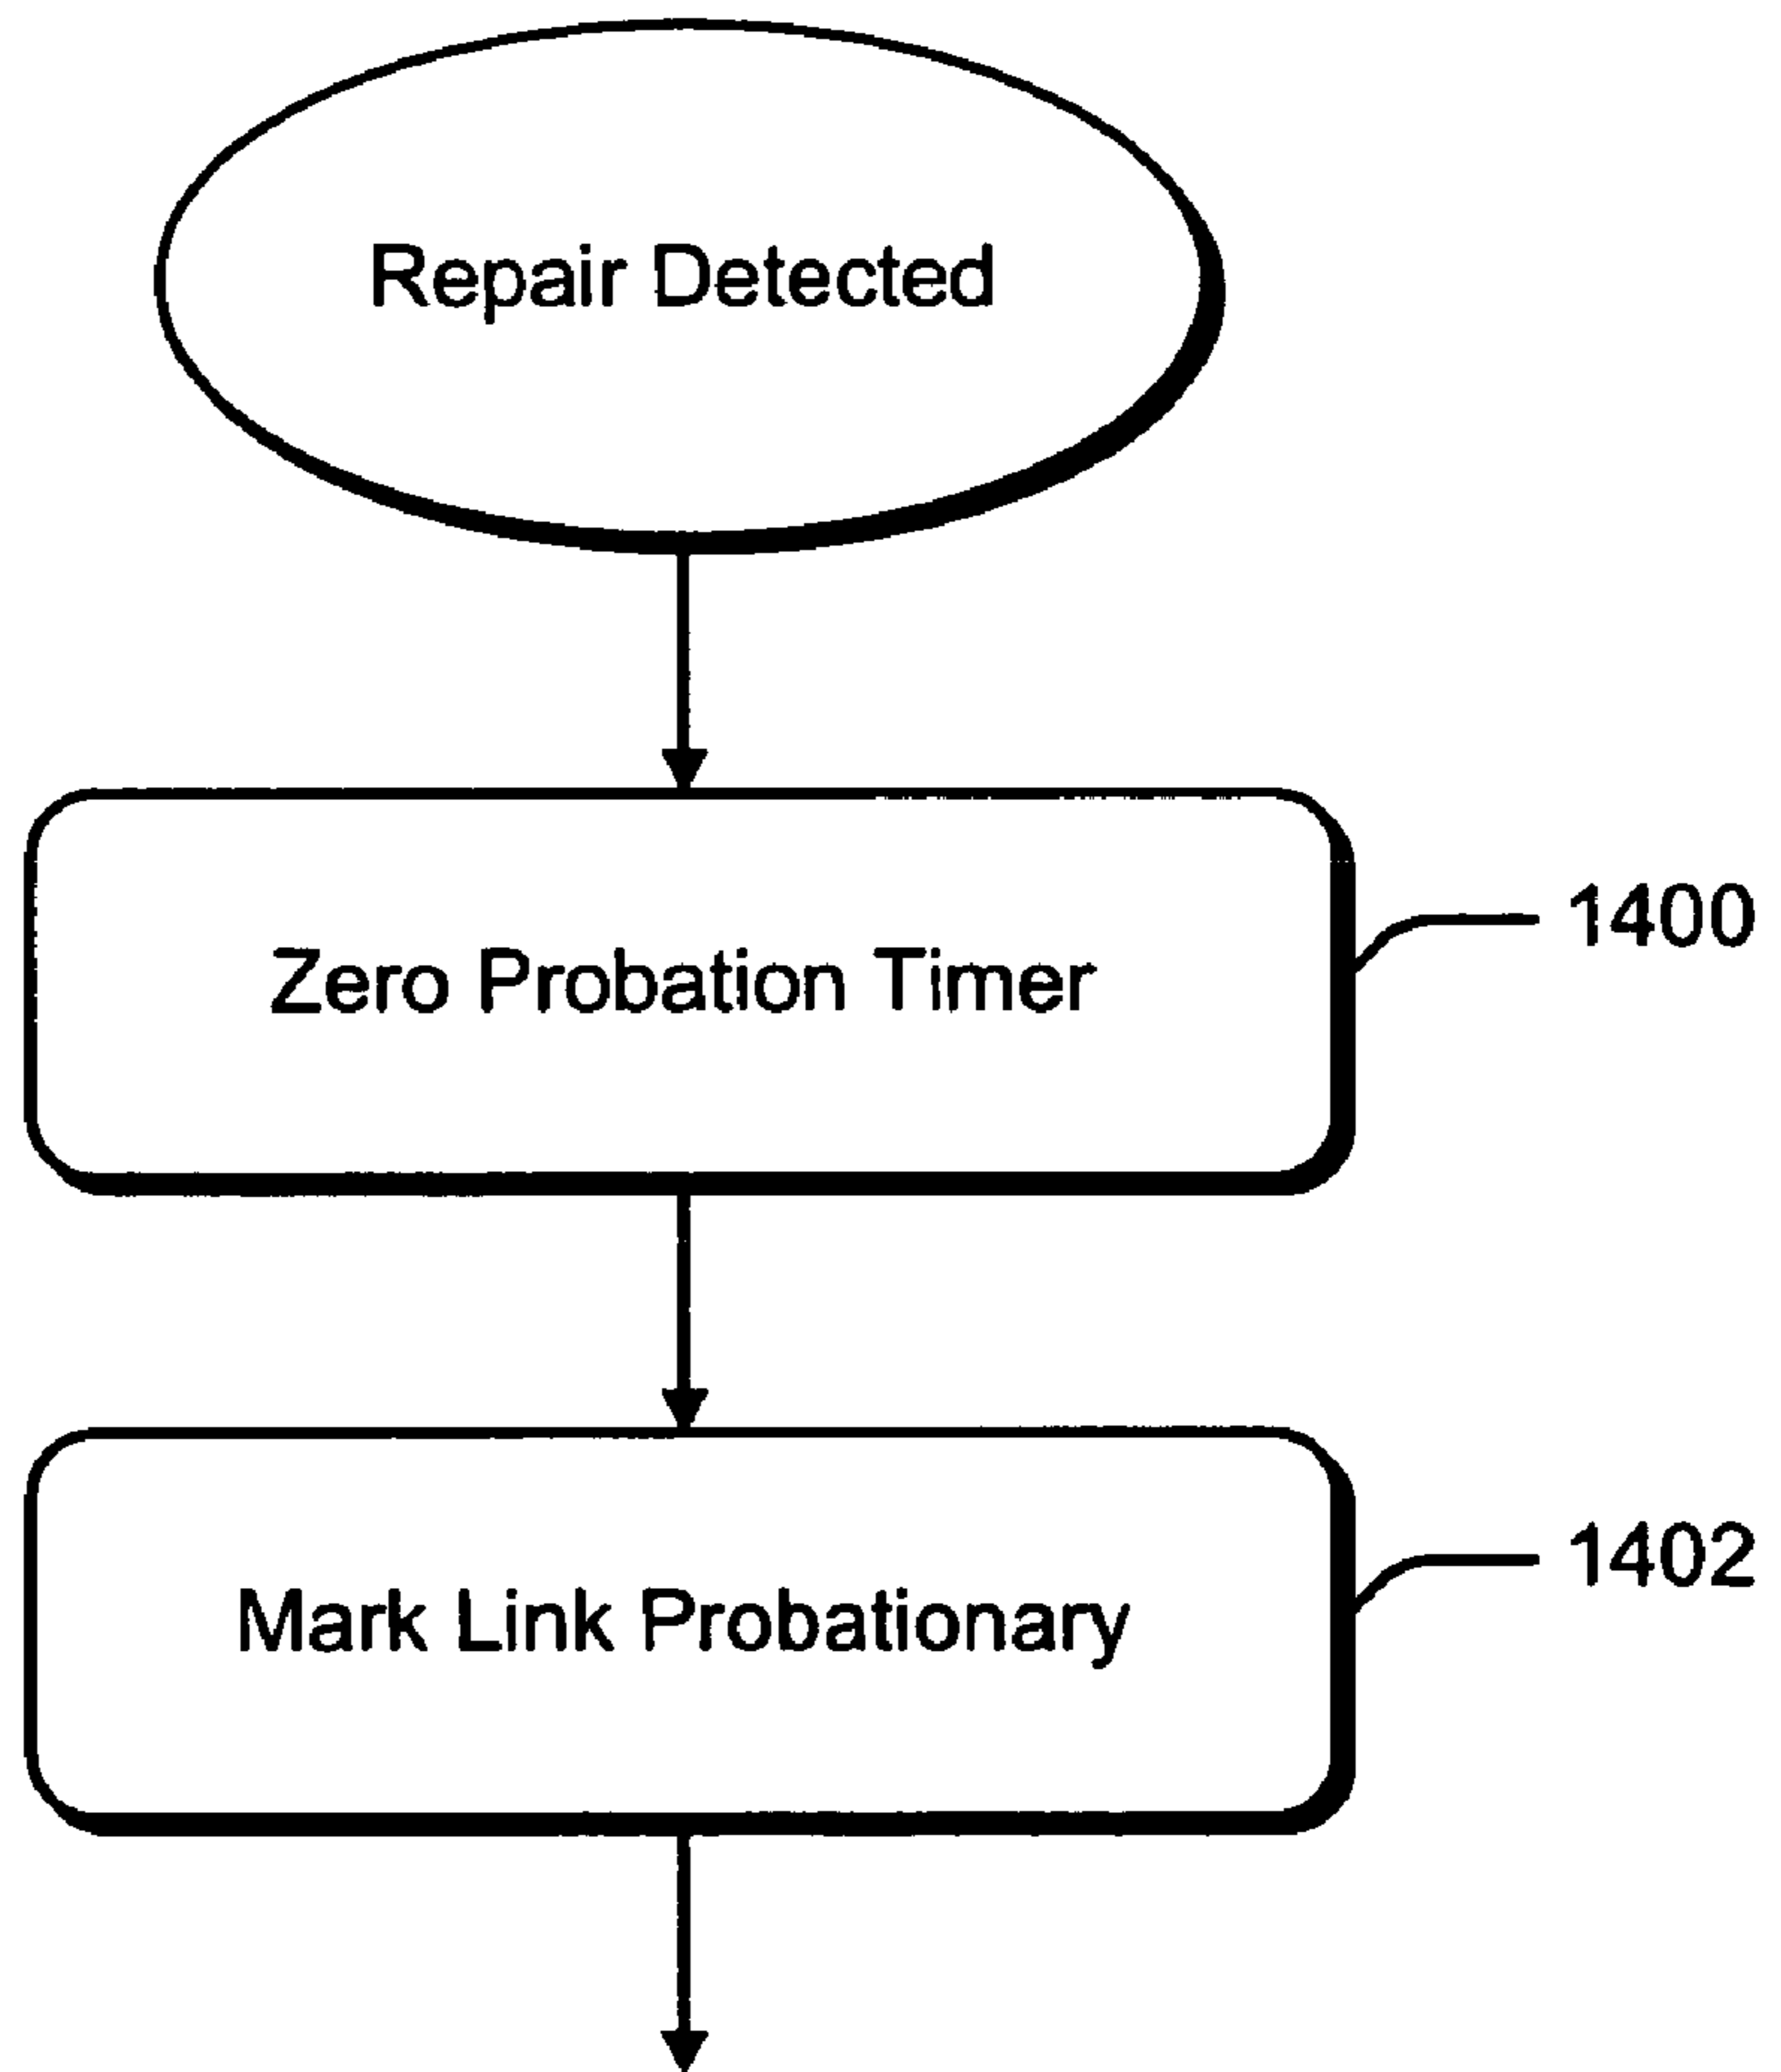 Repair Detected
1400
Zero Probation Timer
1402
Mark Link Probationary